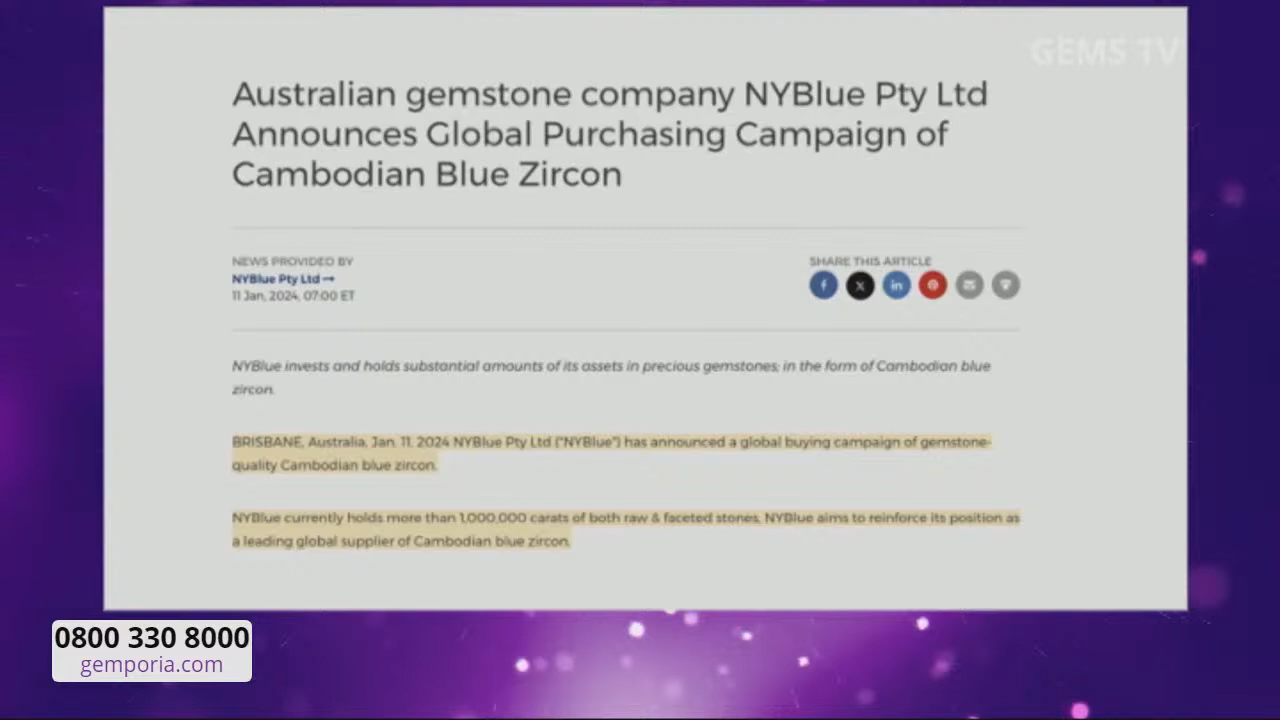 GEMS TV
Australian gemstone company NYBlue Pty Ltd
Announces Global Purchasing Campaign of
Cambodian Blue Zircon
NEWS PROVIDED BY
NYBlue Pty Ltd →
11 Jan, 2024, 07:00 ET
SHARE THIS ARTICLE
NYBlue invests and holds substantial amounts of its assets in precious gemstones; in the form of Cambodian blue
zircon.
BRISBANE, Australia, Jan. 11, 2024 NYBlue Pty Ltd ("NYBlue") has announced a global buying campaign of gemstone-
quality Cambodian blue zircon.
NYBlue currently holds more than 1,000,000 carats of both raw & faceted stones, NYBlue aims to reinforce its position as
a leading global supplier of Cambodian blue zircon.
0800 330 8000
gemporia.com